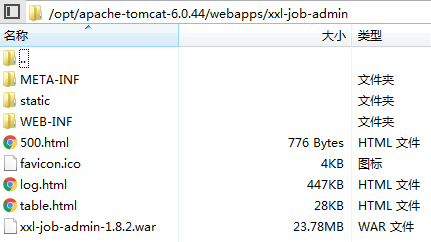 /opt/apache-tomcat-6.0.44/webapps/xxl-job-admin
名称 大小 类型
..
META-INF 文件夹
static 文件夹
WEB-INF 文件夹
500.html 776 Bytes HTML 文件
favicon.ico 4KB 图标
log.html 447KB HTML 文件
table.html 28KB HTML 文件
xxl-job-admin-1.8.2.war 23.78MB WAR 文件